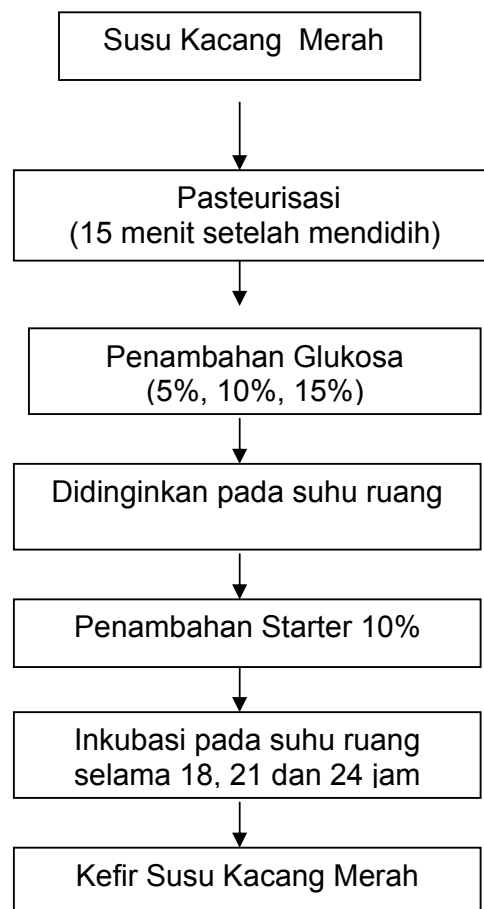 Susu Kacang Merah
Pasteurisasi
(15 menit setelah mendidih)
Penambahan Glukosa
(5%, 10%, 15%)
Didinginkan pada suhu ruang
Penambahan Starter 10%
Inkubasi pada suhu ruang
selama 18, 21 dan 24 jam
Kefir Susu Kacang Merah